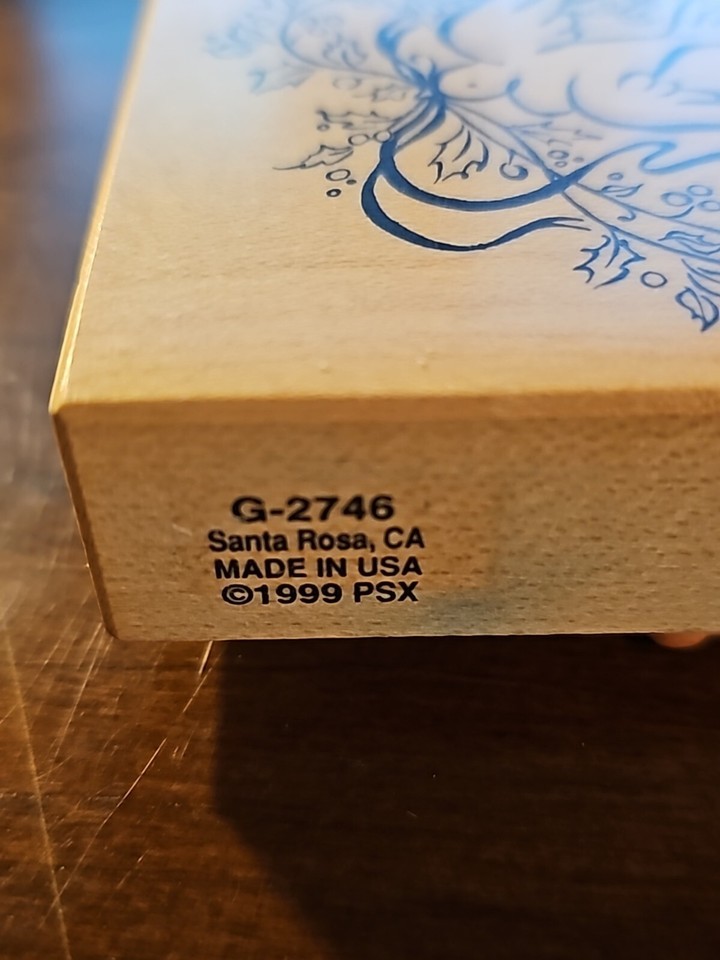 G-2746
Santa Rosa, CA
MADE IN USA
©1999 PSX